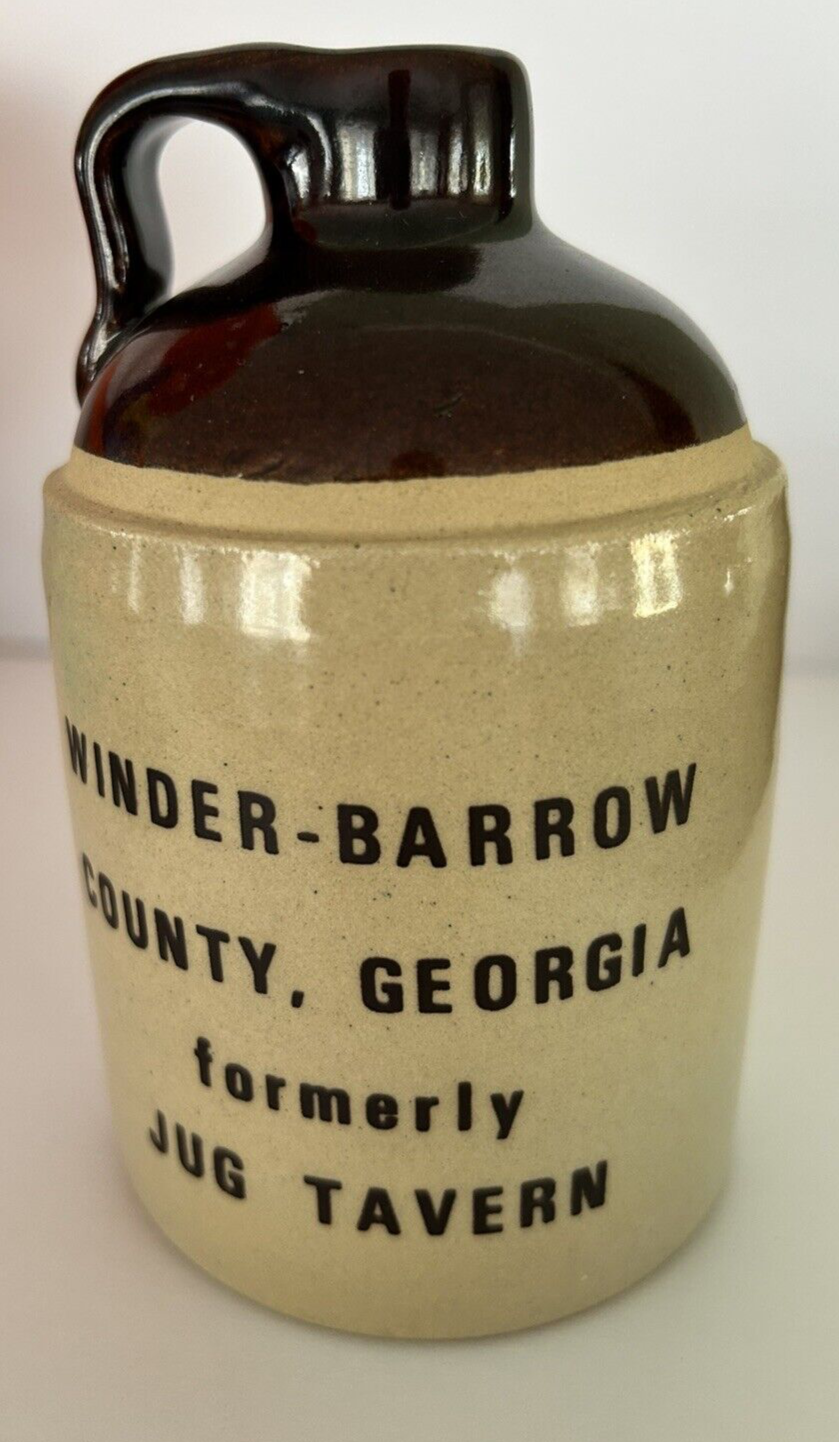 WINDER-BARROW
COUNTY, GEORGIA
formerly
JUG TAVERN